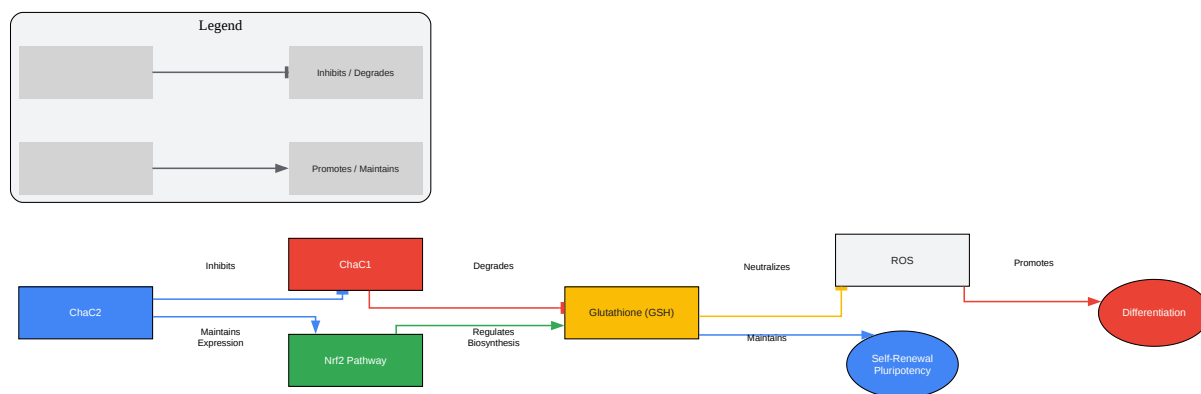 Legend
Inhibits / Degrades
Promotes / Maintains
ChaC2
Inhibits
Maintains
Expression
ChaC1
Nrf2 Pathway
Degrades
Regulates
Biosynthesis
Glutathione (GSH)
Neutralizes
Maintains
ROS
Self-Renewal
Pluripotency
Promotes
Differentiation